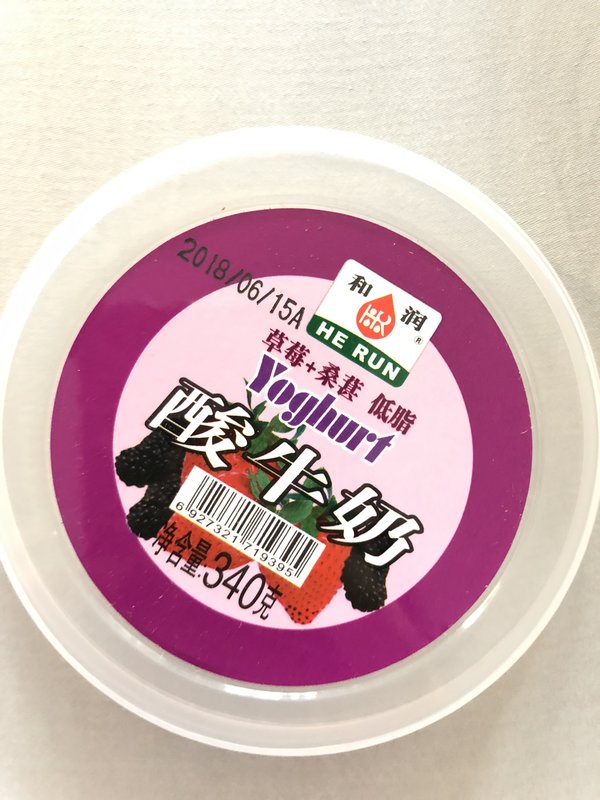 2018/06/15A
和润®
HE RUN
草莓+桑葚 低脂
Yoghurt
酸牛奶
6 927321 719395
净含量:340克